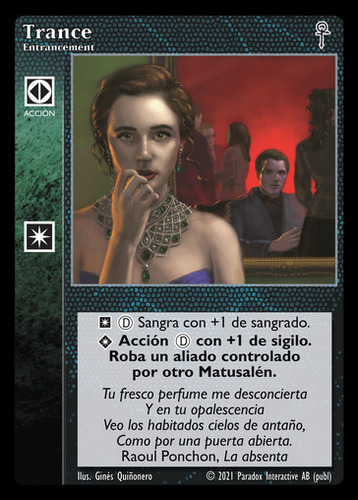 Trance
Entrancement
ACCIÓN
D Sangra con +1 de sangrado.
Acción D con +1 de sigilo.
Roba un aliado controlado
por otro Matusalén.
Tu fresco perfume me desconcierta
Y en tu opalescencia
Veo los habitados cielos de antaño,
Como por una puerta abierta.
Raoul Ponchon, La absenta
Ilus. Ginés Quiñonero
© 2021 Paradox Interactive AB (publ)